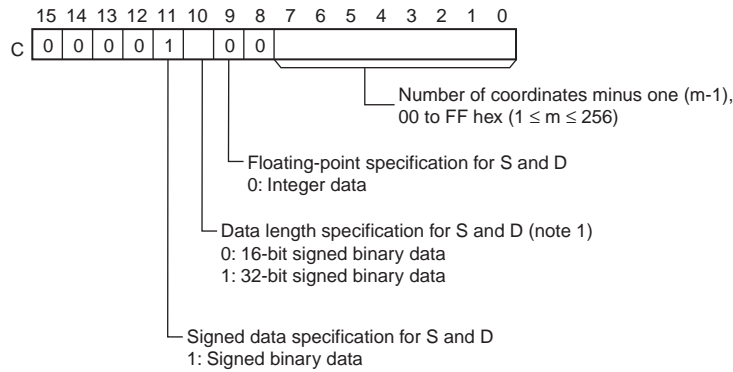 15 14 13 12 11 10 9 8 7 6 5 4 3 2 1 0
C 0 0 0 0 1 0 0
Number of coordinates minus one (m-1),
00 to FF hex (1 ≤ m ≤ 256)
Floating-point specification for S and D
0: Integer data
Data length specification for S and D (note 1)
0: 16-bit signed binary data
1: 32-bit signed binary data
Signed data specification for S and D
1: Signed binary data